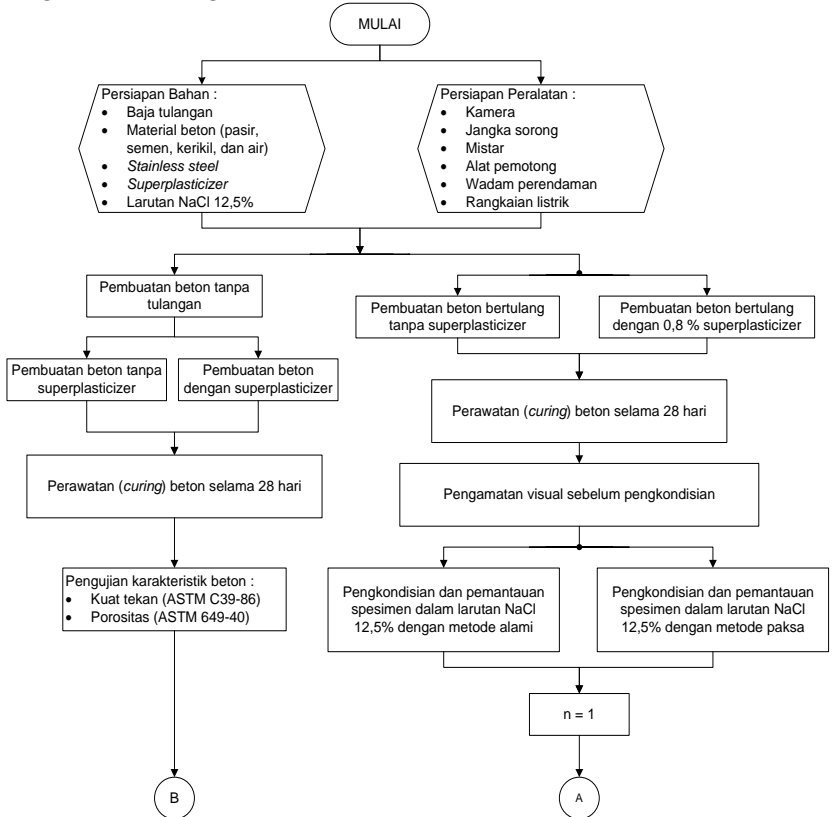 MULAI
Persiapan Bahan :
• Baja tulangan
• Material beton (pasir,
semen, kerikil, dan air)
• Stainless steel
• Superplasticizer
• Larutan NaCl 12,5%
Persiapan Peralatan :
• Kamera
• Jangka sorong
• Mistar
• Alat pemotong
• Wadam perendaman
• Rangkaian listrik
Pembuatan beton tanpa
tulangan
Pembuatan beton bertulang
tanpa superplasticizer
Pembuatan beton bertulang
dengan 0,8 % superplasticizer
Pembuatan beton tanpa
superplasticizer
Pembuatan beton
dengan superplasticizer
Perawatan (curing) beton selama 28 hari
Perawatan (curing) beton selama 28 hari
Pengamatan visual sebelum pengkondisian
Pengujian karakteristik beton :
• Kuat tekan (ASTM C39-86)
• Porositas (ASTM 649-40)
Pengkondisian dan pemantauan
spesimen dalam larutan NaCl
12,5% dengan metode alami
Pengkondisian dan pemantauan
spesimen dalam larutan NaCl
12,5% dengan metode paksa
n = 1
B
A